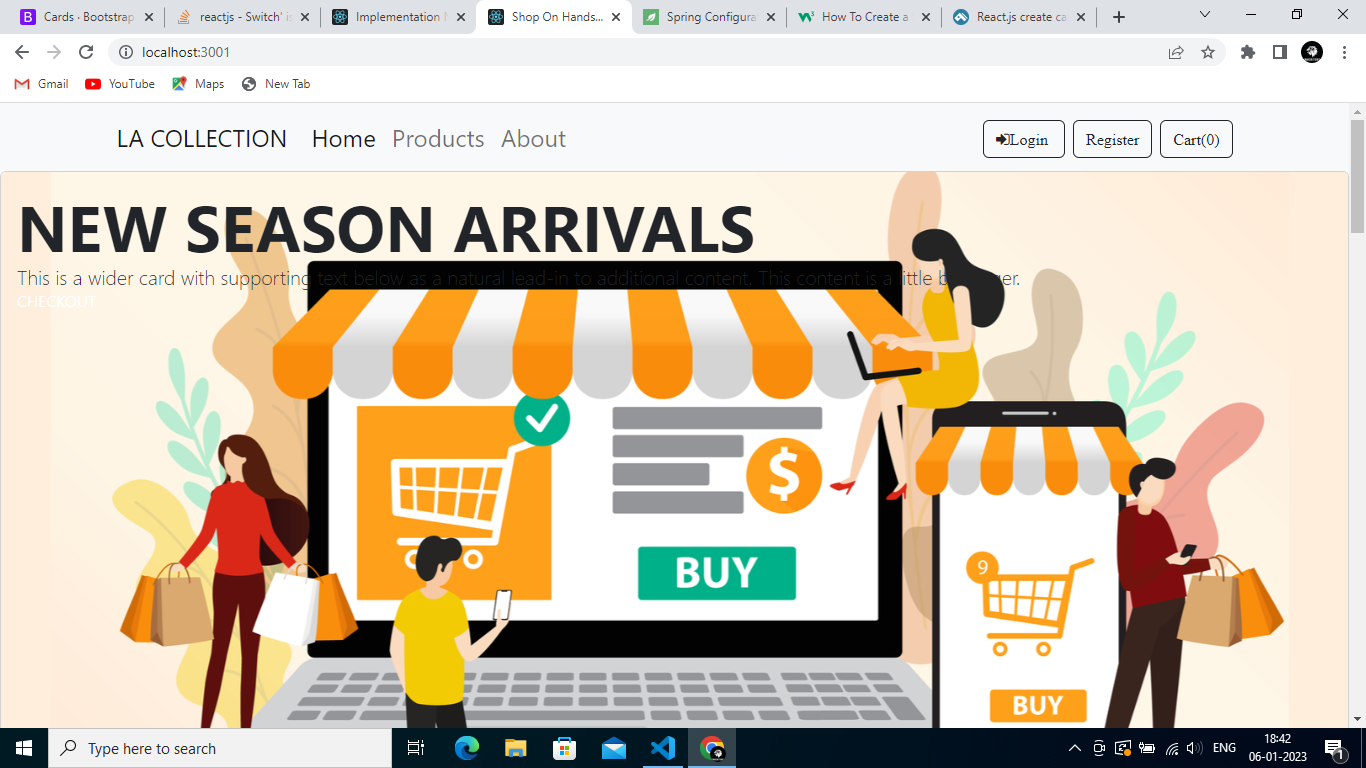 Cards · Bootstrap
reactjs - Switch' is
Implementation
Shop On Hands...
Spring Configura
How To Create a
React.js create ca
localhost:3001
Gmail
YouTube
Maps
New Tab
LA COLLECTION
Home
Products
About
Login
Register
Cart(0)
NEW SEASON ARRIVALS
This is a wider card with supporting text below as a natural lead-in to additional content. This content is a little
CHECKOUT
$
BUY
9
BUY
Type here to search
ENG
18:42
06-01-2023
1